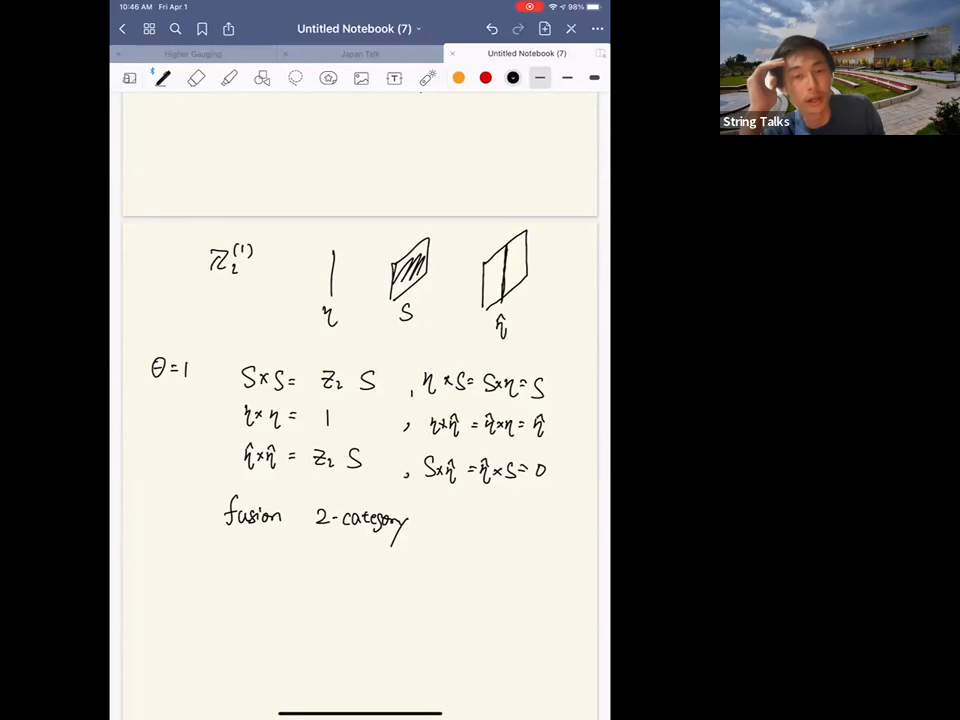 10:46 AM Fri Apr 1
98%
Untitled Notebook (7)
Higher Gauging
Japan Talk
Untitled Notebook (7)
String Talks
ℤ₂⁽¹⁾
η
S
η̂
θ=1
S×S = ℤ₂ S , η×S = S×η = S
η×η = 1 , η×η̂ = η̂×η = η̂
η̂×η̂ = ℤ₂ S , S×η̂ = η̂×S = 0
fusion 2-category